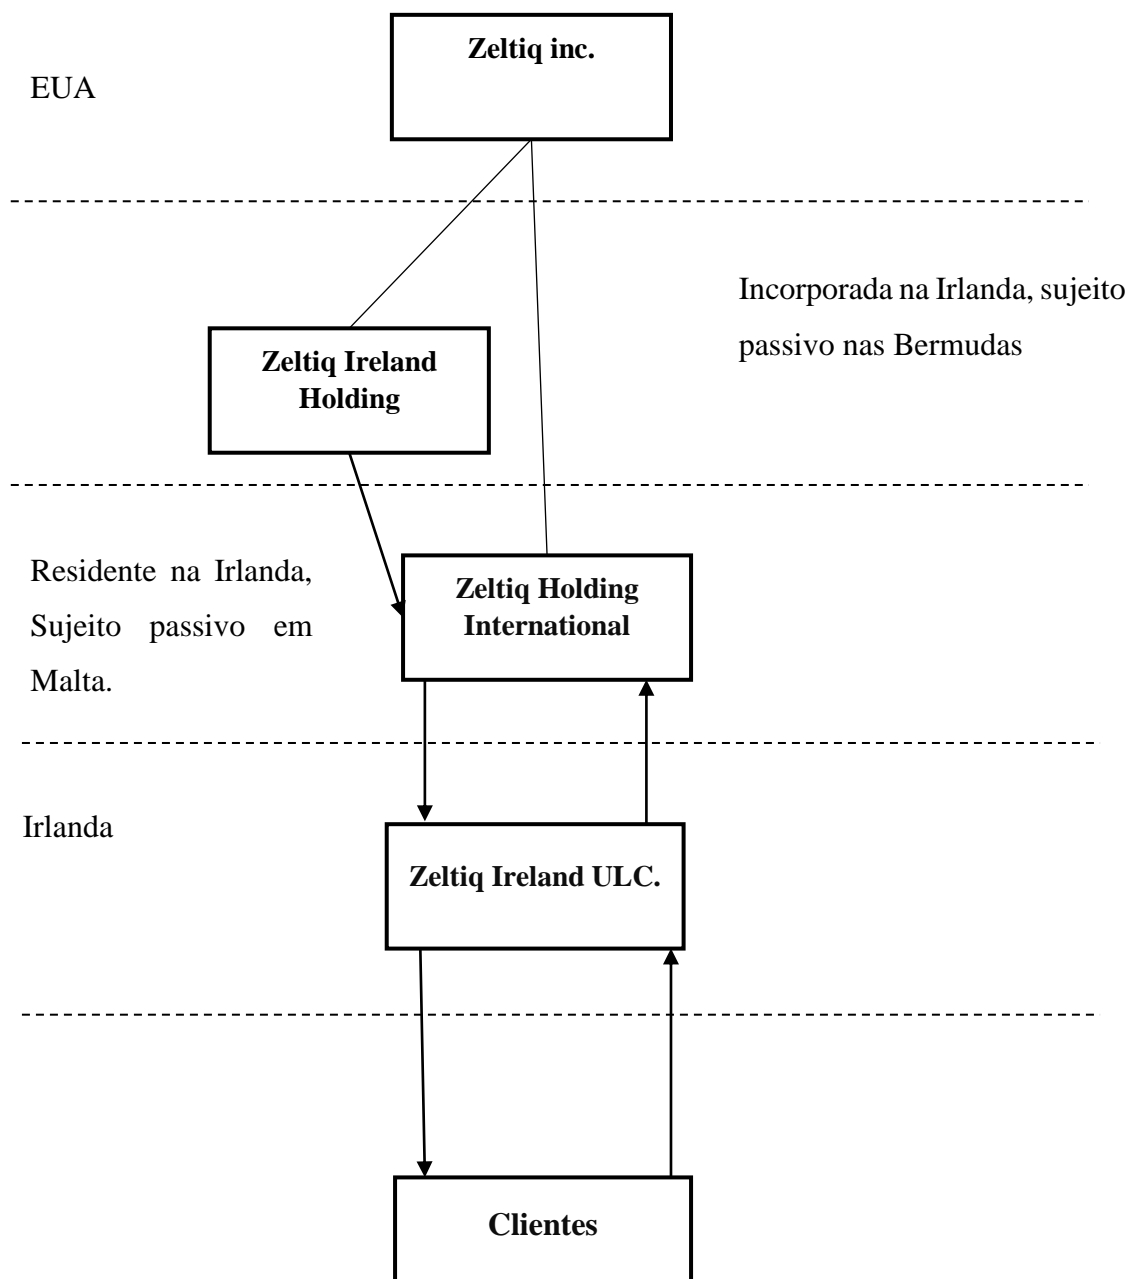 Zeltiq inc.
EUA
Incorporada na Irlanda, sujeito
passivo nas Bermudas
Zeltiq Ireland
Holding
Residente na Irlanda,
Sujeito passivo em
Malta.
Zeltiq Holding
International
Irlanda
Zeltiq Ireland ULC.
Clientes